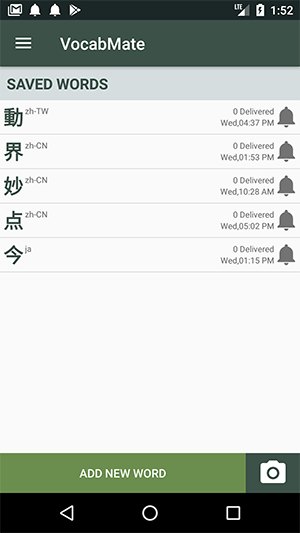 LTE 1:52
VocabMate
SAVED WORDS
動 zh-TW 0 Delivered
Wed,04:37 PM
界 zh-CN 0 Delivered
Wed,01:53 PM
妙 zh-CN 0 Delivered
Wed,10:28 AM
点 zh-CN 0 Delivered
Wed,05:02 PM
今 ja 0 Delivered
Wed,01:15 PM
ADD NEW WORD